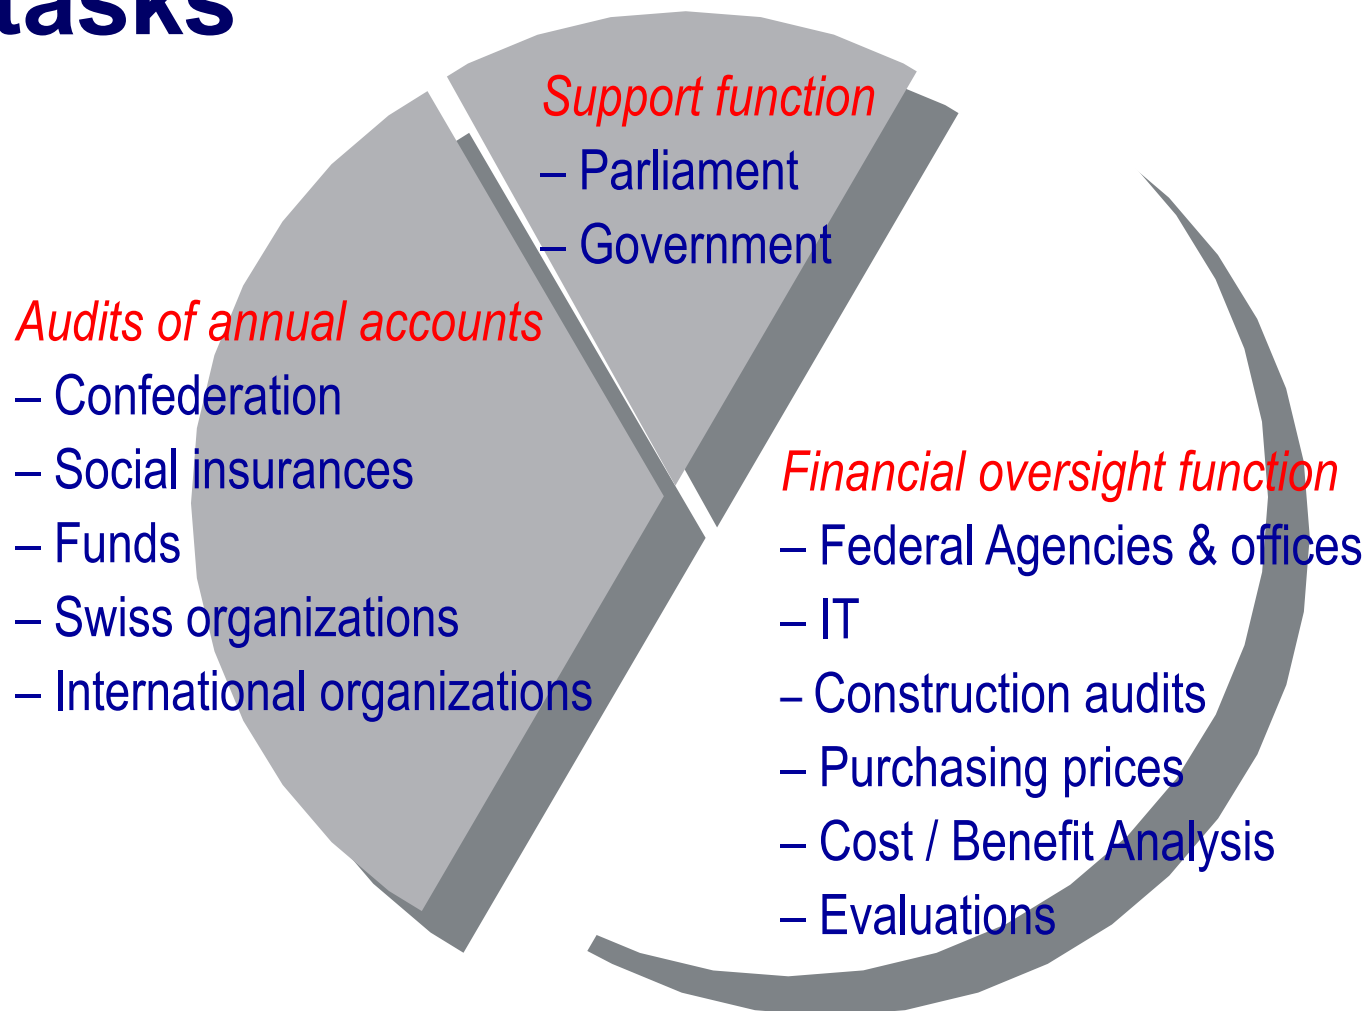 tasks
Support function
– Parliament
– Government
Audits of annual accounts
– Confederation
– Social insurances
– Funds
– Swiss organizations
– International organizations
Financial oversight function
– Federal Agencies & offices
– IT
– Construction audits
– Purchasing prices
– Cost / Benefit Analysis
– Evaluations